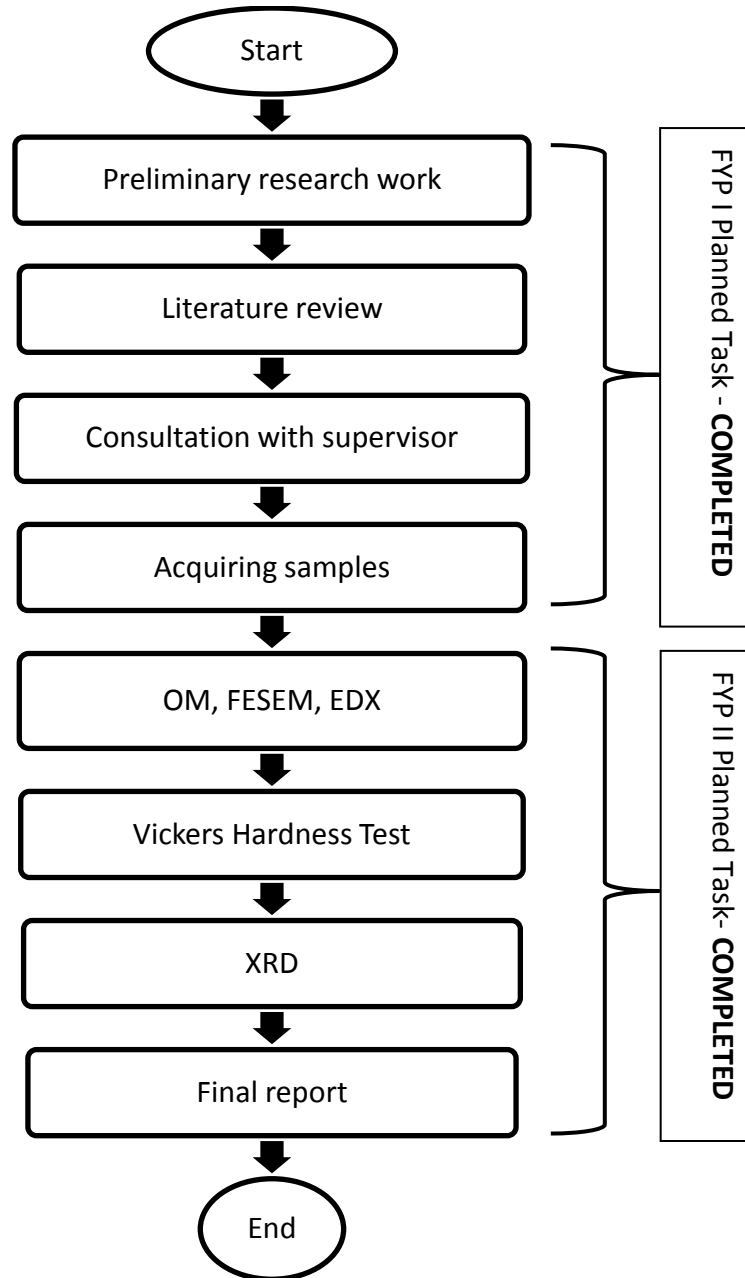 Start
Preliminary research work
Literature review
Consultation with supervisor
Acquiring samples
FYP I Planned Task - COMPLETED
OM, FESEM, EDX
Vickers Hardness Test
XRD
Final report
FYP II Planned Task- COMPLETED
End